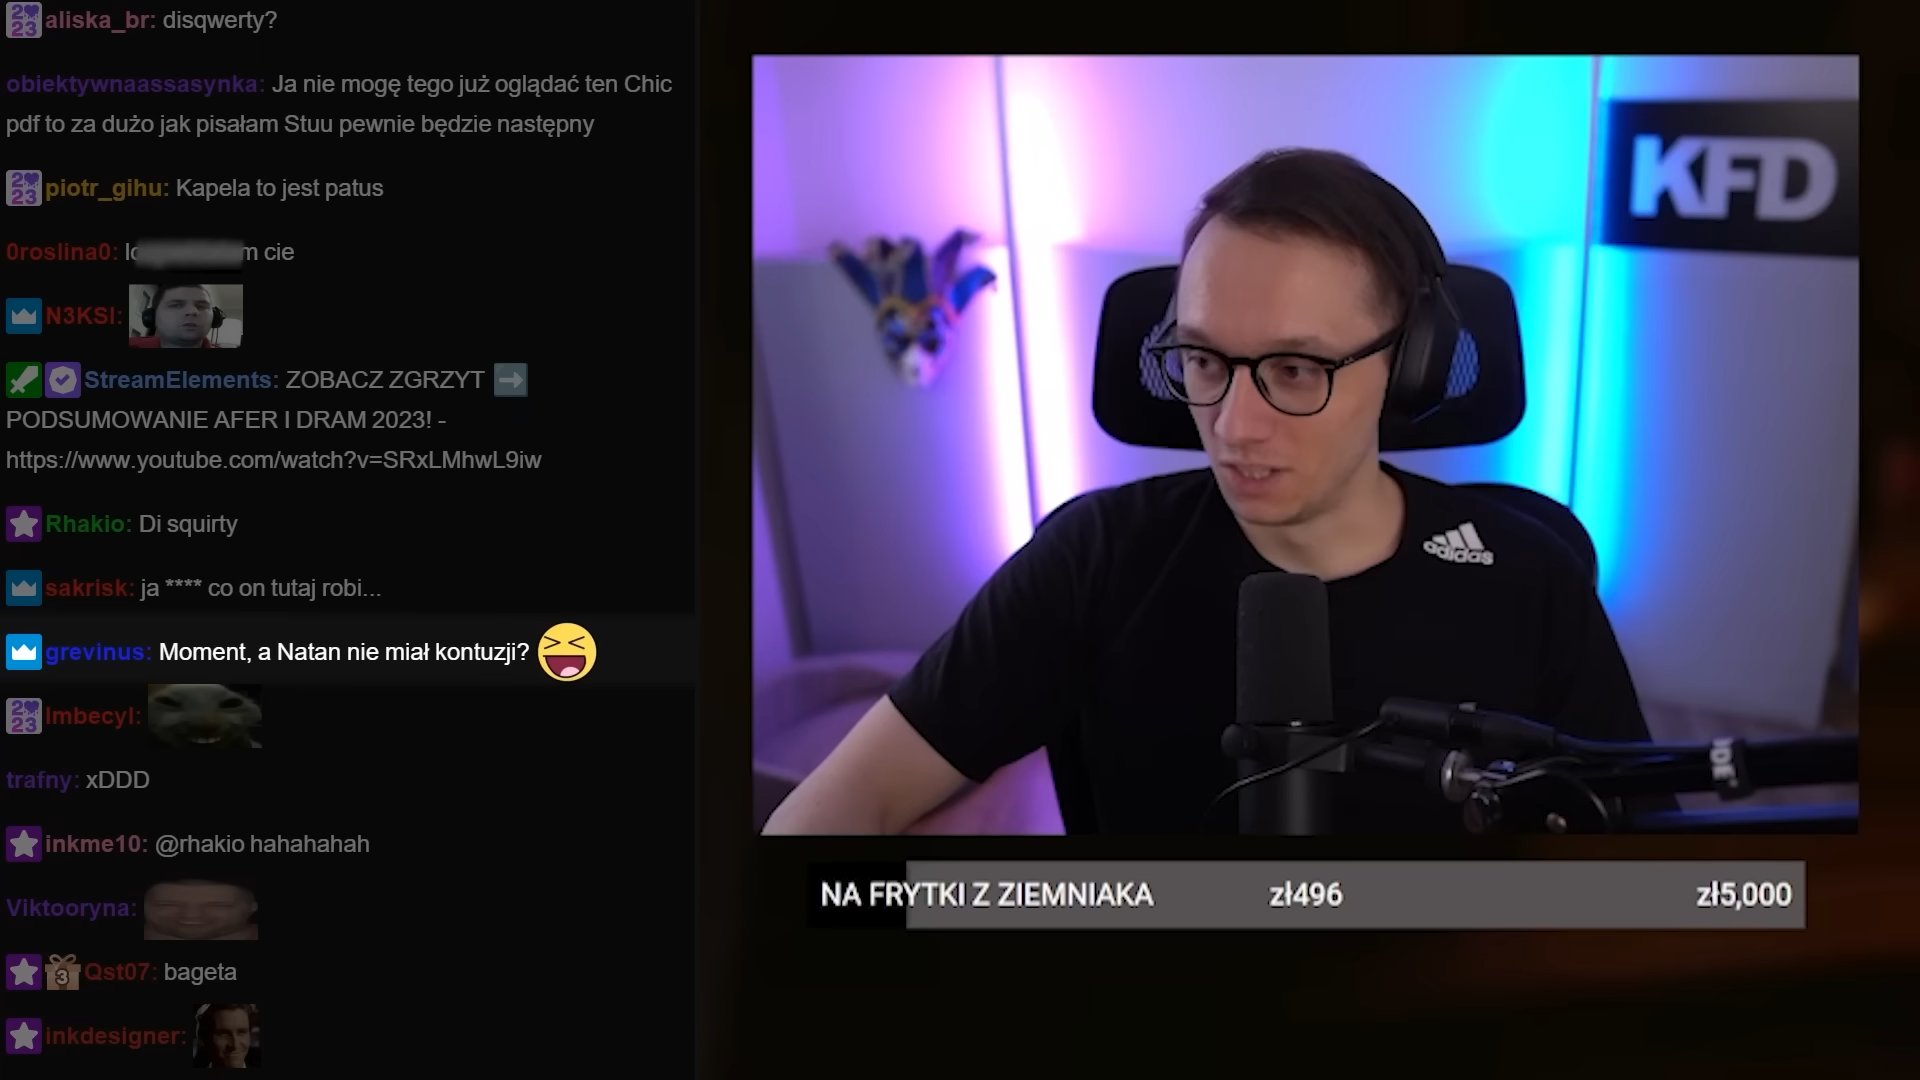 aliska_br: disqwerty?
obiektywnaassasynka: Ja nie mogę tego już oglądać ten Chic
pdf to za dużo jak pisałam Stuu pewnie będzie następny
piotr_gihu: Kapela to jest patus
0roslina0: m cie
N3KSI:
StreamElements: ZOBACZ ZGRZYT ➡
PODSUMOWANIE AFER I DRAM 2023! -
https://www.youtube.com/watch?v=SRxLMhwL9iw
Rhakio: Di squirty
sakrisk: ja **** co on tutaj robi...
grevinus: Moment, a Natan nie miał kontuzji?
Imbecyl:
trafny: xDDD
inkme10: @rhakio hahahahah
Viktooryna:
3 Qst07: bageta
inkdesigner:
KFD
adidas
NA FRYTKI Z ZIEMNIAKA zł496 zł5,000